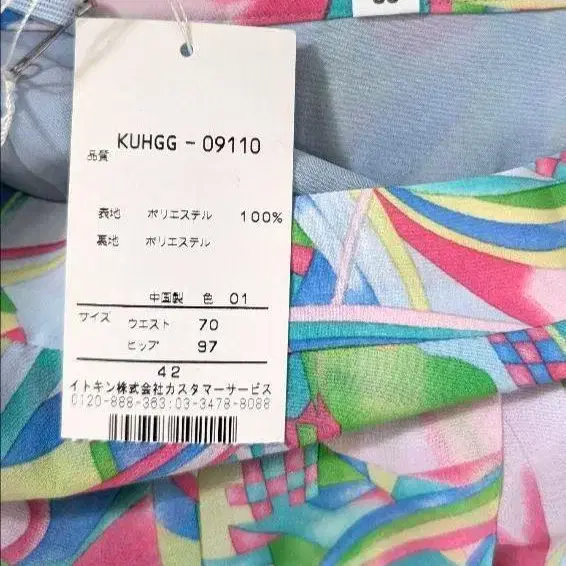 KUHGG-09110
品質
表地 ポリエステル 100%
裏地 ポリエステル
中国製 色 01
サイズ ウエスト 70
ヒップ 97
42
イトキン株式会社カスタマーサービス
0120-888-363:03-3478-8088